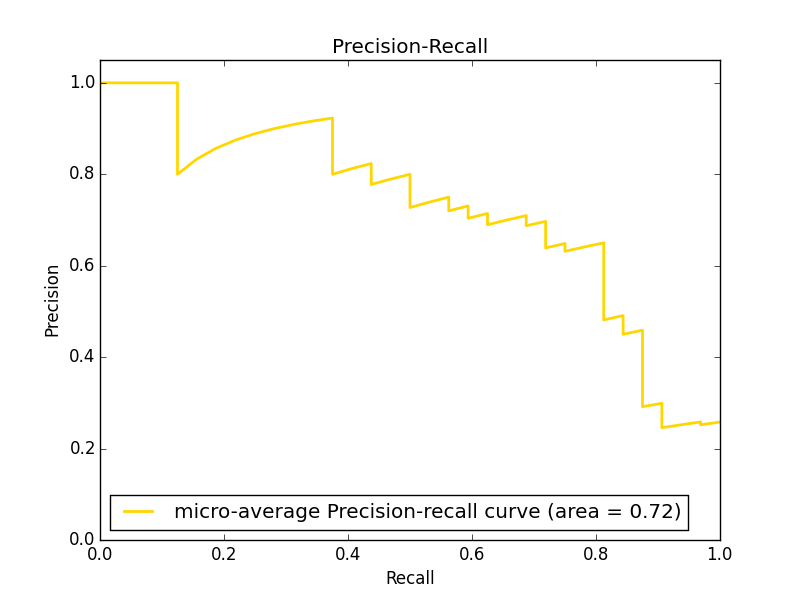 Precision-Recall
Precision
1.0
0.8
0.6
0.4
0.2
0.0
micro-average Precision-recall curve (area = 0.72)
0.0 0.2 0.4 0.6 0.8 1.0
Recall